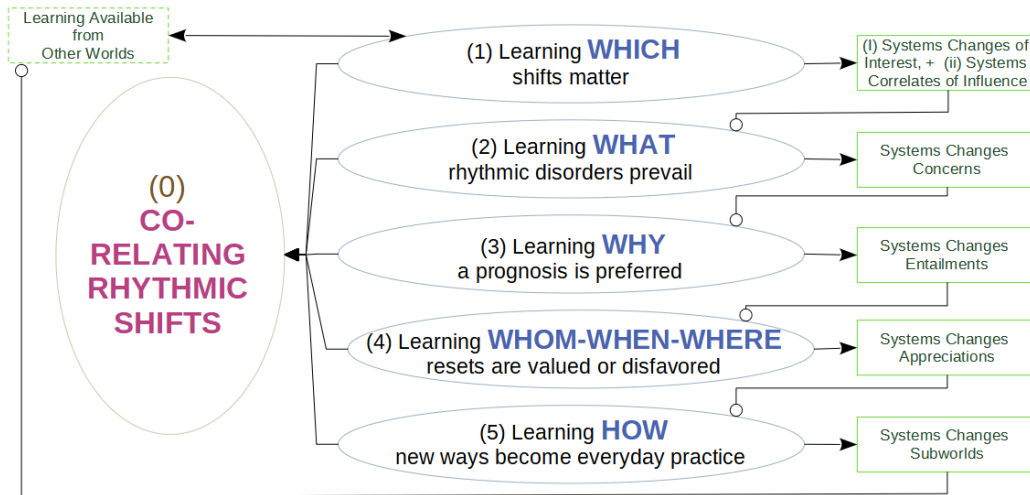 Learning Available
from
Other Worlds
(0)
CO-
RELATING
RHYTHMIC
SHIFTS
(1) Learning WHICH
shifts matter
(I) Systems Changes of
Interest, + (ii) Systems
Correlates of Influence
(2) Learning WHAT
rhythmic disorders prevail
Systems Changes
Concerns
(3) Learning WHY
a prognosis is preferred
Systems Changes
Entailments
(4) Learning WHOM-WHEN-WHERE
resets are valued or disfavored
Systems Changes
Appreciations
(5) Learning HOW
new ways become everyday practice
Systems Changes
Subworlds